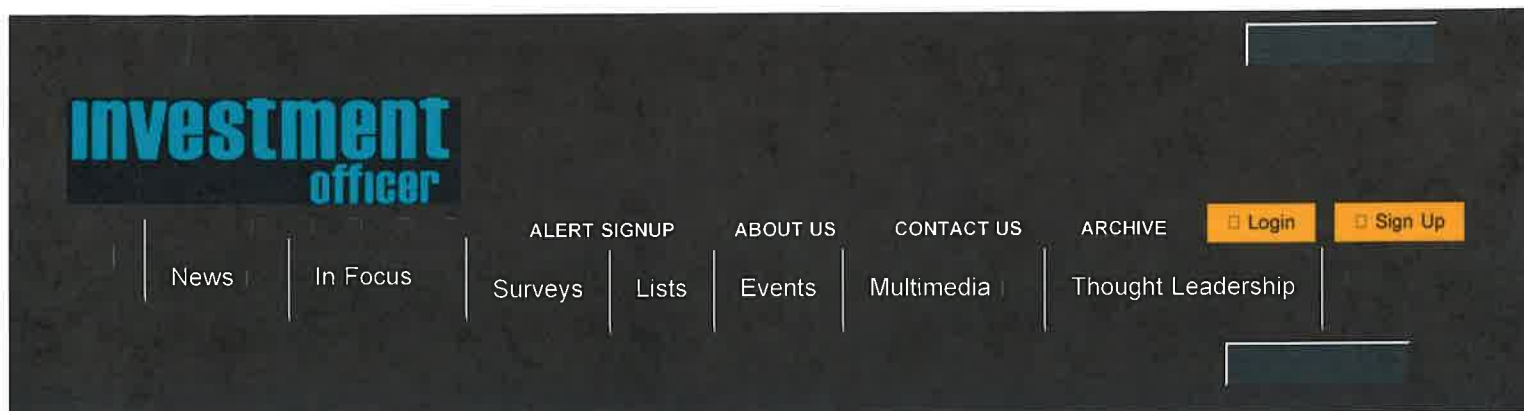 investment
officer
ALERT SIGNUP ABOUT US CONTACT US ARCHIVE Login Sign Up
News In Focus Surveys Lists Events Multimedia Thought Leadership